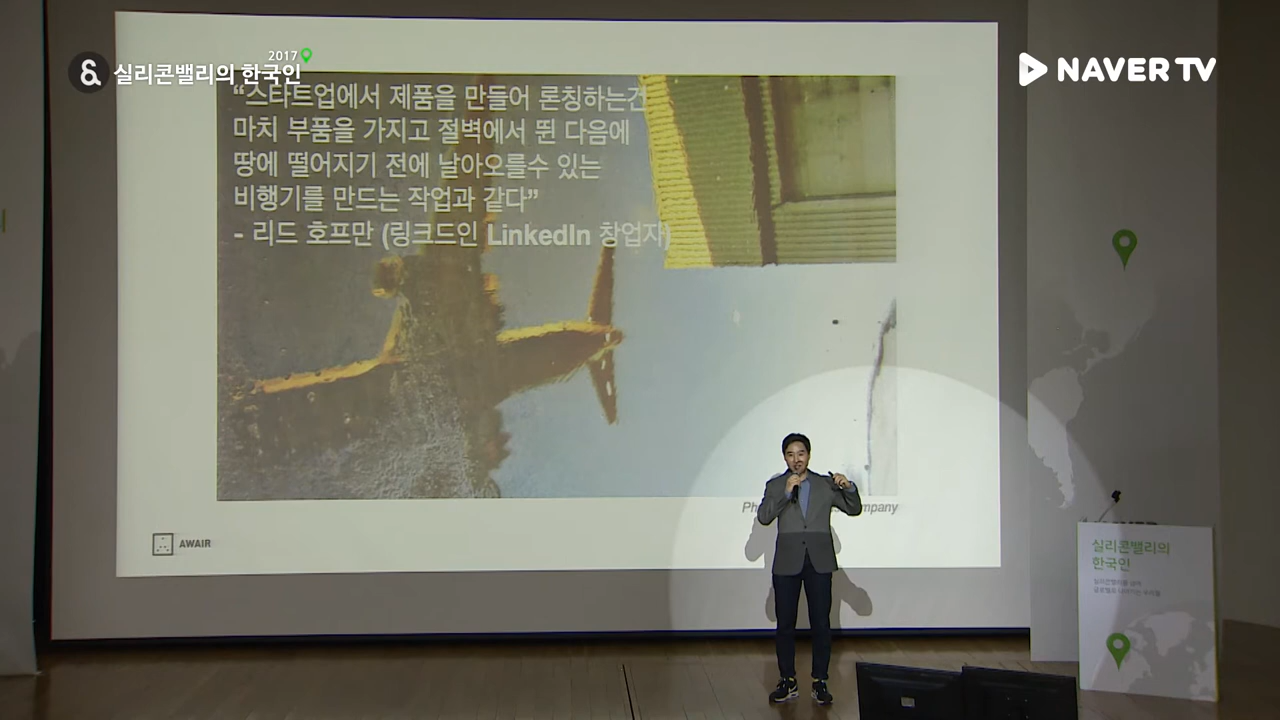 2017
& 실리콘밸리의 한국인
NAVER TV
“스타트업에서 제품을 만들어 론칭하는건
마치 부품을 가지고 절벽에서 뛴 다음에
땅에 떨어지기 전에 날아오를수 있는
비행기를 만드는 작업과 같다”
- 리드 호프만 (링크드인 LinkedIn 창업자)
AWAIR
실리콘밸리의
한국인